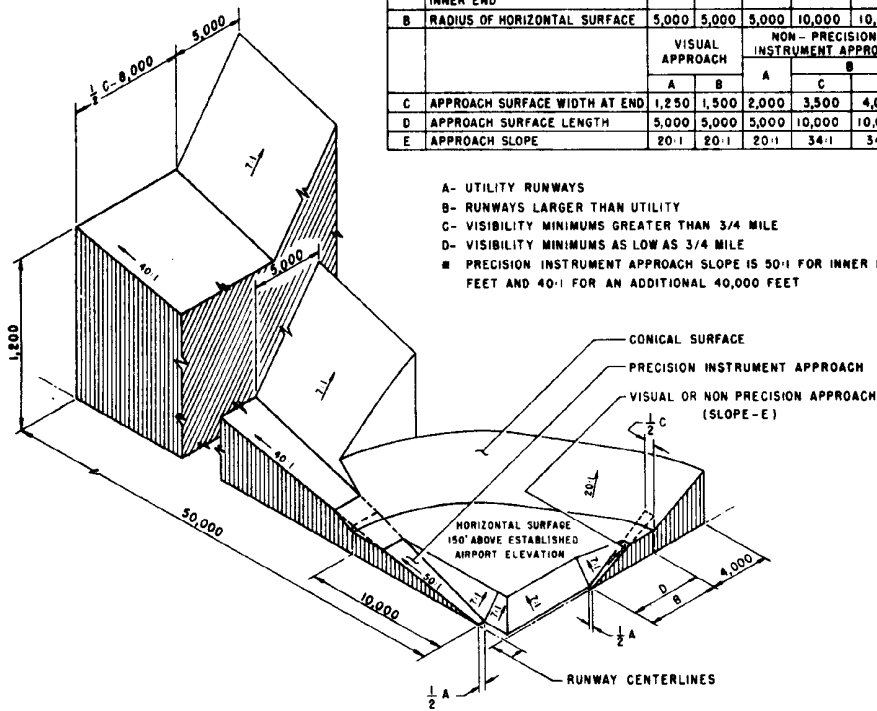 INNER END
B RADIUS OF HORIZONTAL SURFACE 5,000 5,000 5,000 10,000 10,
VISUAL APPROACH
NON-PRECISION
INSTRUMENT APPRO
A
B
A B C
C APPROACH SURFACE WIDTH AT END 1,250 1,500 2,000 3,500 4,0
D APPROACH SURFACE LENGTH 5,000 5,000 5,000 10,000 10,0
E APPROACH SLOPE 20:1 20:1 20:1 34:1 34
A- UTILITY RUNWAYS
B- RUNWAYS LARGER THAN UTILITY
C- VISIBILITY MINIMUMS GREATER THAN 3/4 MILE
D- VISIBILITY MINIMUMS AS LOW AS 3/4 MILE
PRECISION INSTRUMENT APPROACH SLOPE IS 50:1 FOR INNER
FEET AND 40:1 FOR AN ADDITIONAL 40,000 FEET
5,000
1/2 C-8,000
7:1
40:1
5,000
1,200
7:1
CONICAL SURFACE
PRECISION INSTRUMENT APPROACH
VISUAL OR NON PRECISION APPROACH
(SLOPE-E)
1/2 C
40:1
20:1
50,000
HORIZONTAL SURFACE
150' ABOVE ESTABLISHED
AIRPORT ELEVATION
50:1
7:1
7:1
7:1
7:1
10,000
D
B
4,000
1/2 A
RUNWAY CENTERLINES
1/2 A